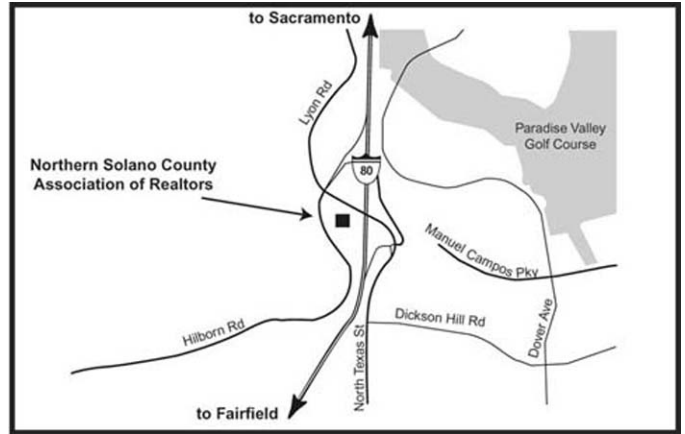 to Sacramento
Lyon Rd
Paradise Valley
Golf Course
Northern Solano County
Association of Realtors
80
Manuel Campos Pky
Hilborn Rd
Dickson Hill Rd
Dover Ave
North Texas St
to Fairfield